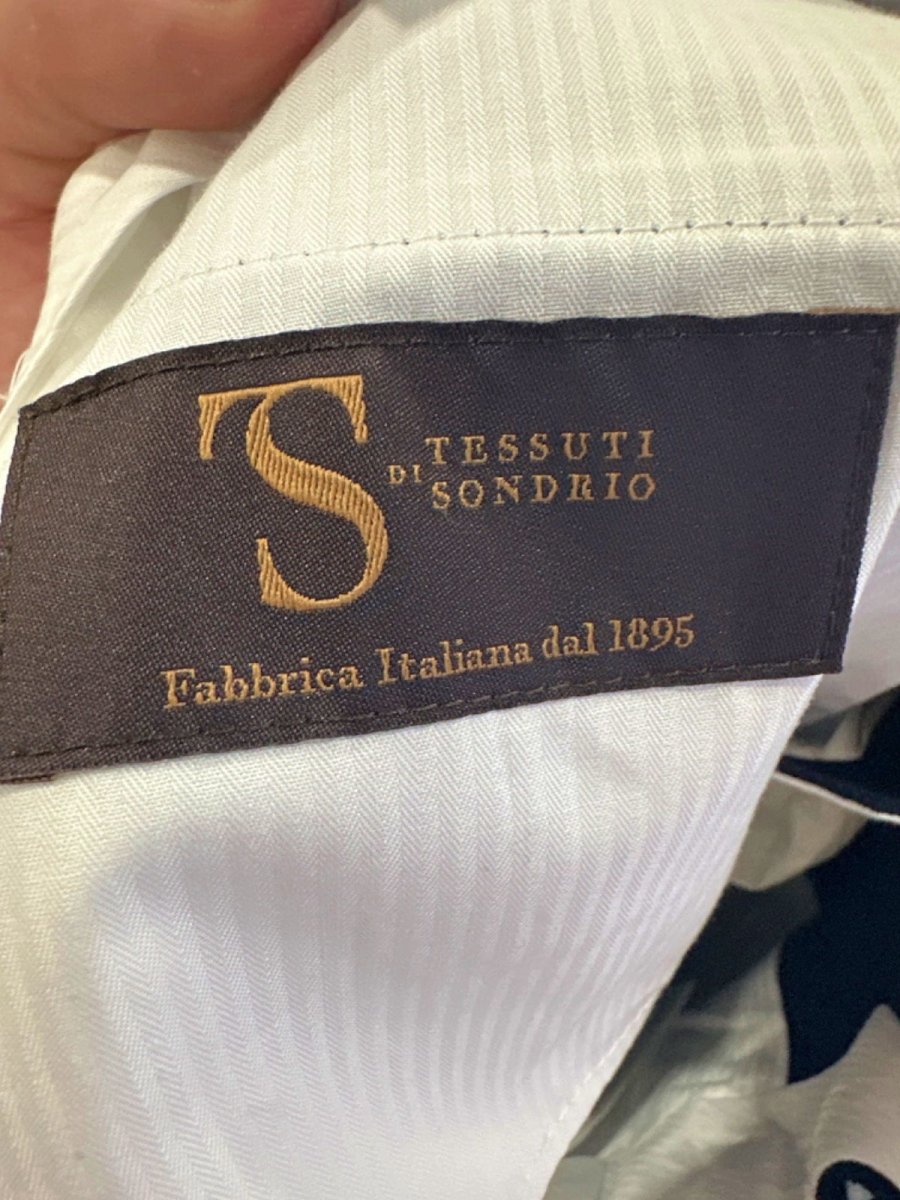 TS
TESSUTI
DI SONDRIO
Fabbrica Italiana dal 1895